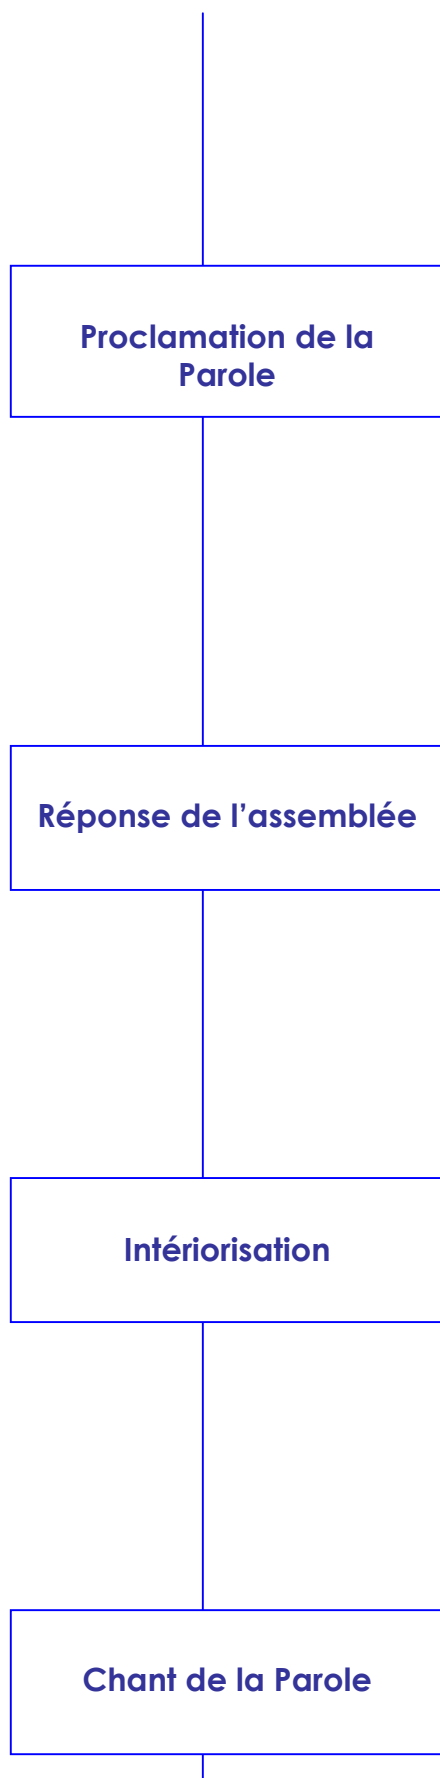 Proclamation de la
Parole
Réponse de l’assemblée
Intériorisation
Chant de la Parole